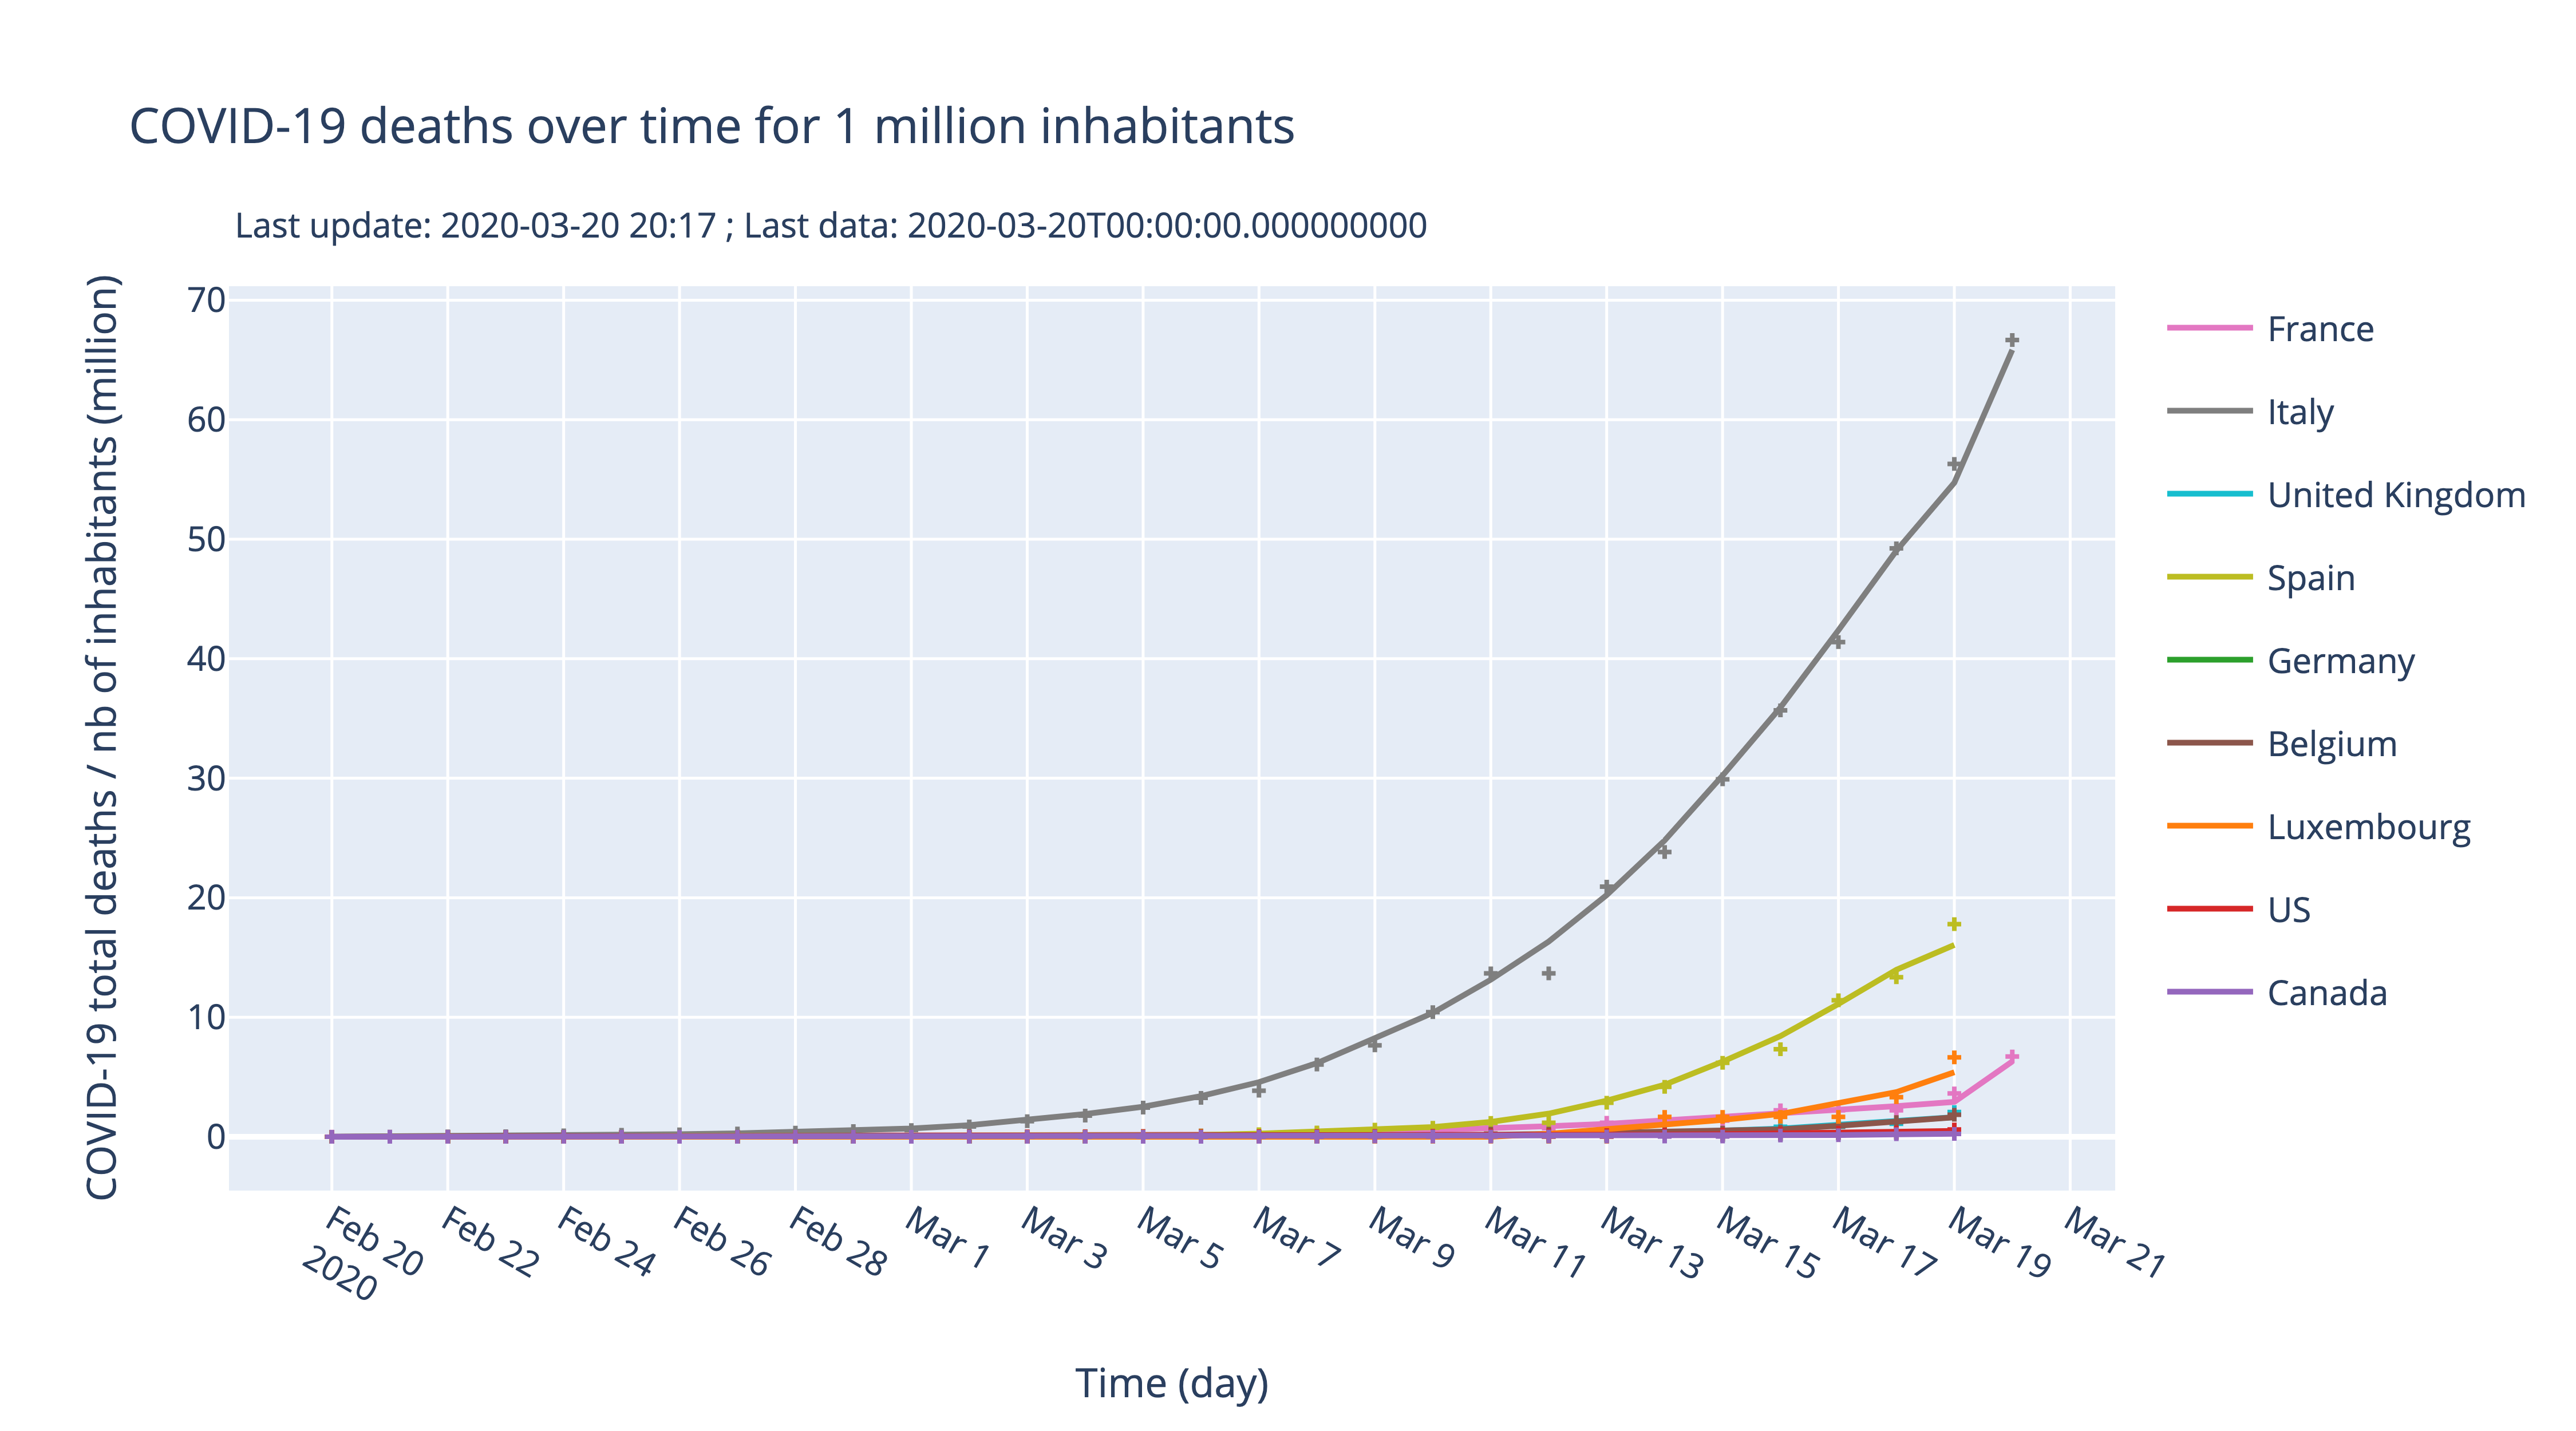 COVID-19 deaths over time for 1 million inhabitants
Last update: 2020-03-20 20:17 ; Last data: 2020-03-20T00:00:00.000000000
COVID-19 total deaths / nb of inhabitants (million)
70
60
50
40
30
20
10
0
Feb 20
2020
Feb 22
Feb 24
Feb 26
Feb 28
Mar 1
Mar 3
Mar 5
Mar 7
Mar 9
Mar 11
Mar 13
Mar 15
Mar 17
Mar 19
Mar 21
Time (day)
France
Italy
United Kingdom
Spain
Germany
Belgium
Luxembourg
US
Canada